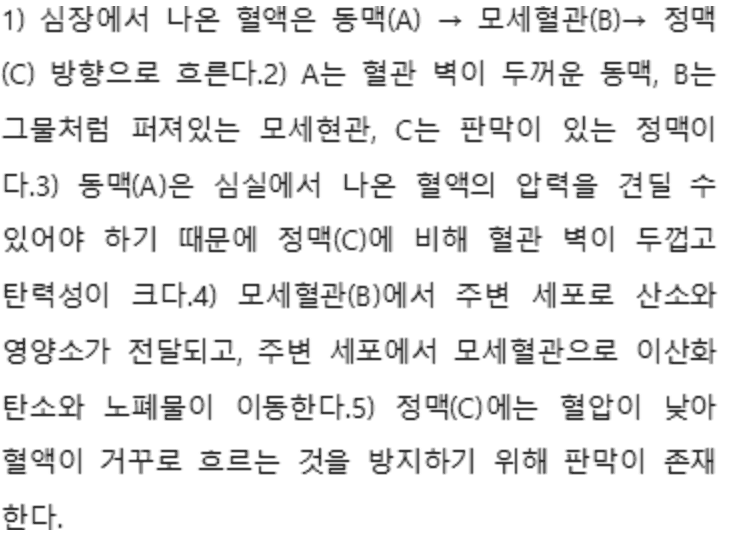 1) 심장에서 나온 혈액은 동맥(A) → 모세혈관(B)→ 정맥
(C) 방향으로 흐른다.2) A는 혈관 벽이 두꺼운 동맥, B는
그물처럼 퍼져있는 모세현관, C는 판막이 있는 정맥이
다.3) 동맥(A)은 심실에서 나온 혈액의 압력을 견딜 수
있어야 하기 때문에 정맥(C)에 비해 혈관 벽이 두껍고
탄력성이 크다.4) 모세혈관(B)에서 주변 세포로 산소와
영양소가 전달되고, 주변 세포에서 모세혈관으로 이산화
탄소와 노폐물이 이동한다.5) 정맥(C)에는 혈압이 낮아
혈액이 거꾸로 흐르는 것을 방지하기 위해 판막이 존재
한다.